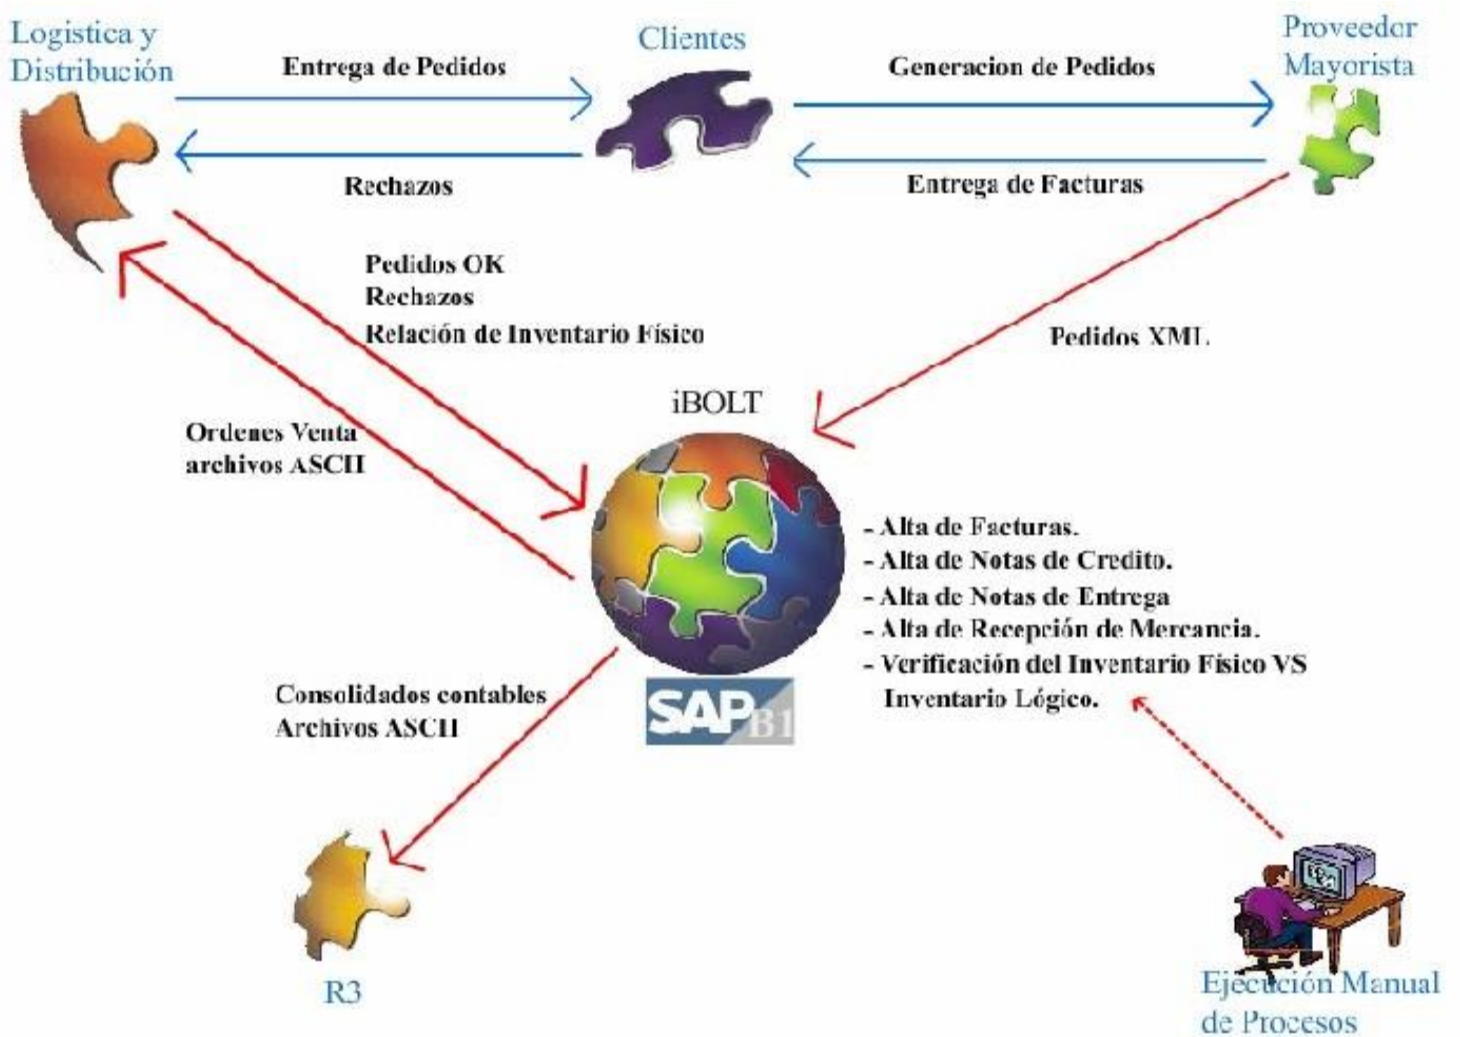 Logistica y
Distribución
Entrega de Pedidos
Clientes
Generacion de Pedidos
Proveedor
Mayorista
Rechazos
Entrega de Facturas
Pedidos OK
Rechazos
Relación de Inventario Físico
Pedidos XML
iBOLT
Ordenes Venta
archivos ASCII
- Alta de Facturas.
- Alta de Notas de Credito.
- Alta de Notas de Entrega
- Alta de Recepción de Mercancia.
- Verificación del Inventario Físico VS
Inventario Lógico.
Consolidados contables
Archivos ASCII
SAP B1
R3
Ejecución Manual
de Procesos